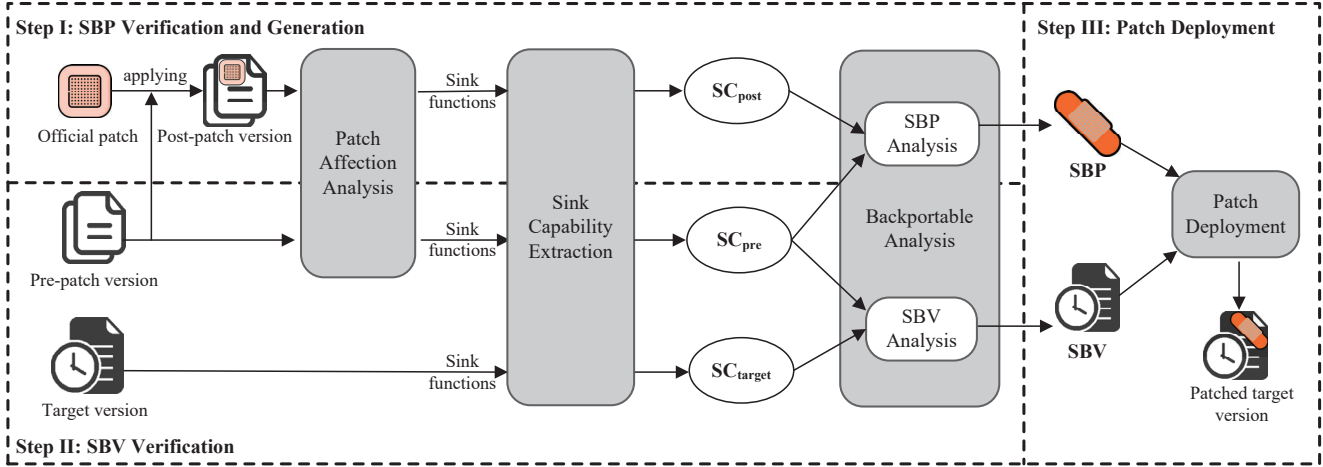 Step I: SBP Verification and Generation
Step III: Patch Deployment
applying
Official patch
Post-patch version
Patch
Affection
Analysis
Sink
functions
Sink
Capability
Extraction
SCpost
SBP
Analysis
SBP
Pre-patch version
Sink
functions
SCpre
Backportable
Analysis
Patch
Deployment
Target version
Sink
functions
SCtarget
SBV
Analysis
SBV
Patched target
version
Step II: SBV Verification